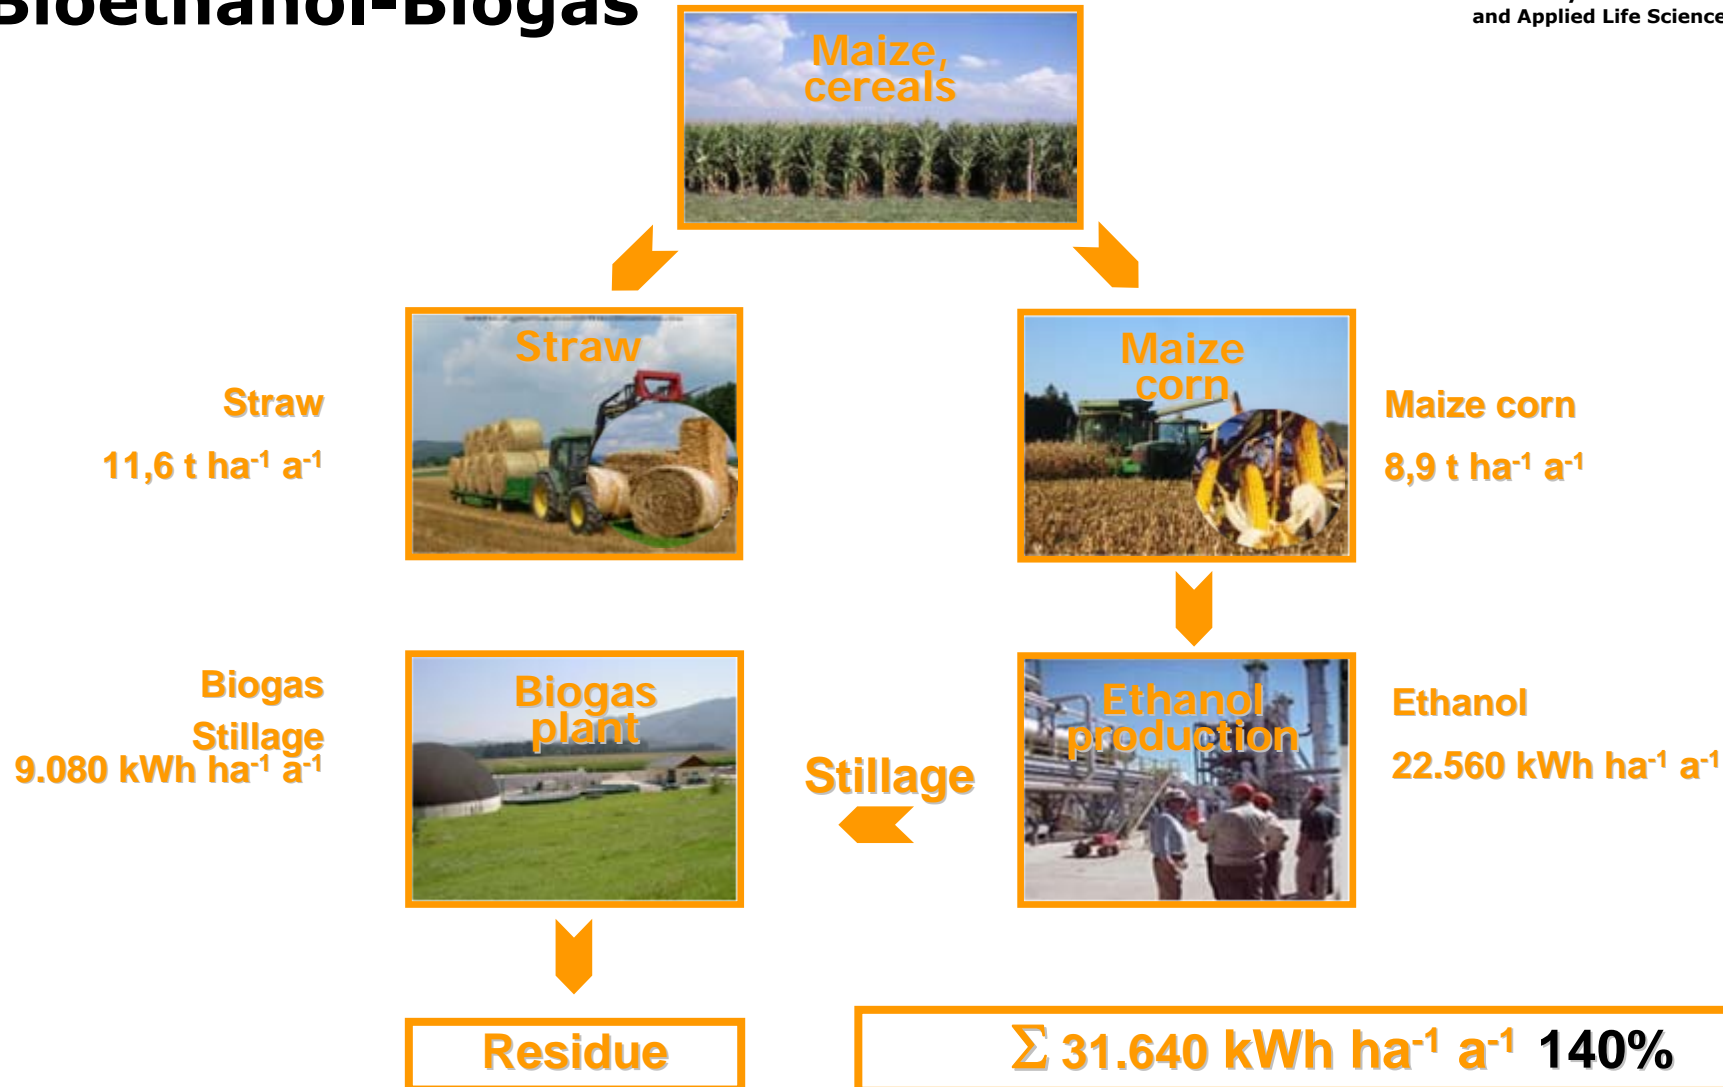 Bioethanol-Biogas
and Applied Life Science
Maize,
cereals
Straw
Maize
corn
Straw
11,6 t ha⁻¹ a⁻¹
Maize corn
8,9 t ha⁻¹ a⁻¹
Biogas
plant
Ethanol
production
Biogas
Stillage
9.080 kWh ha⁻¹ a⁻¹
Stillage
Ethanol
22.560 kWh ha⁻¹ a⁻¹
Residue
Σ 31.640 kWh ha⁻¹ a⁻¹ 140%